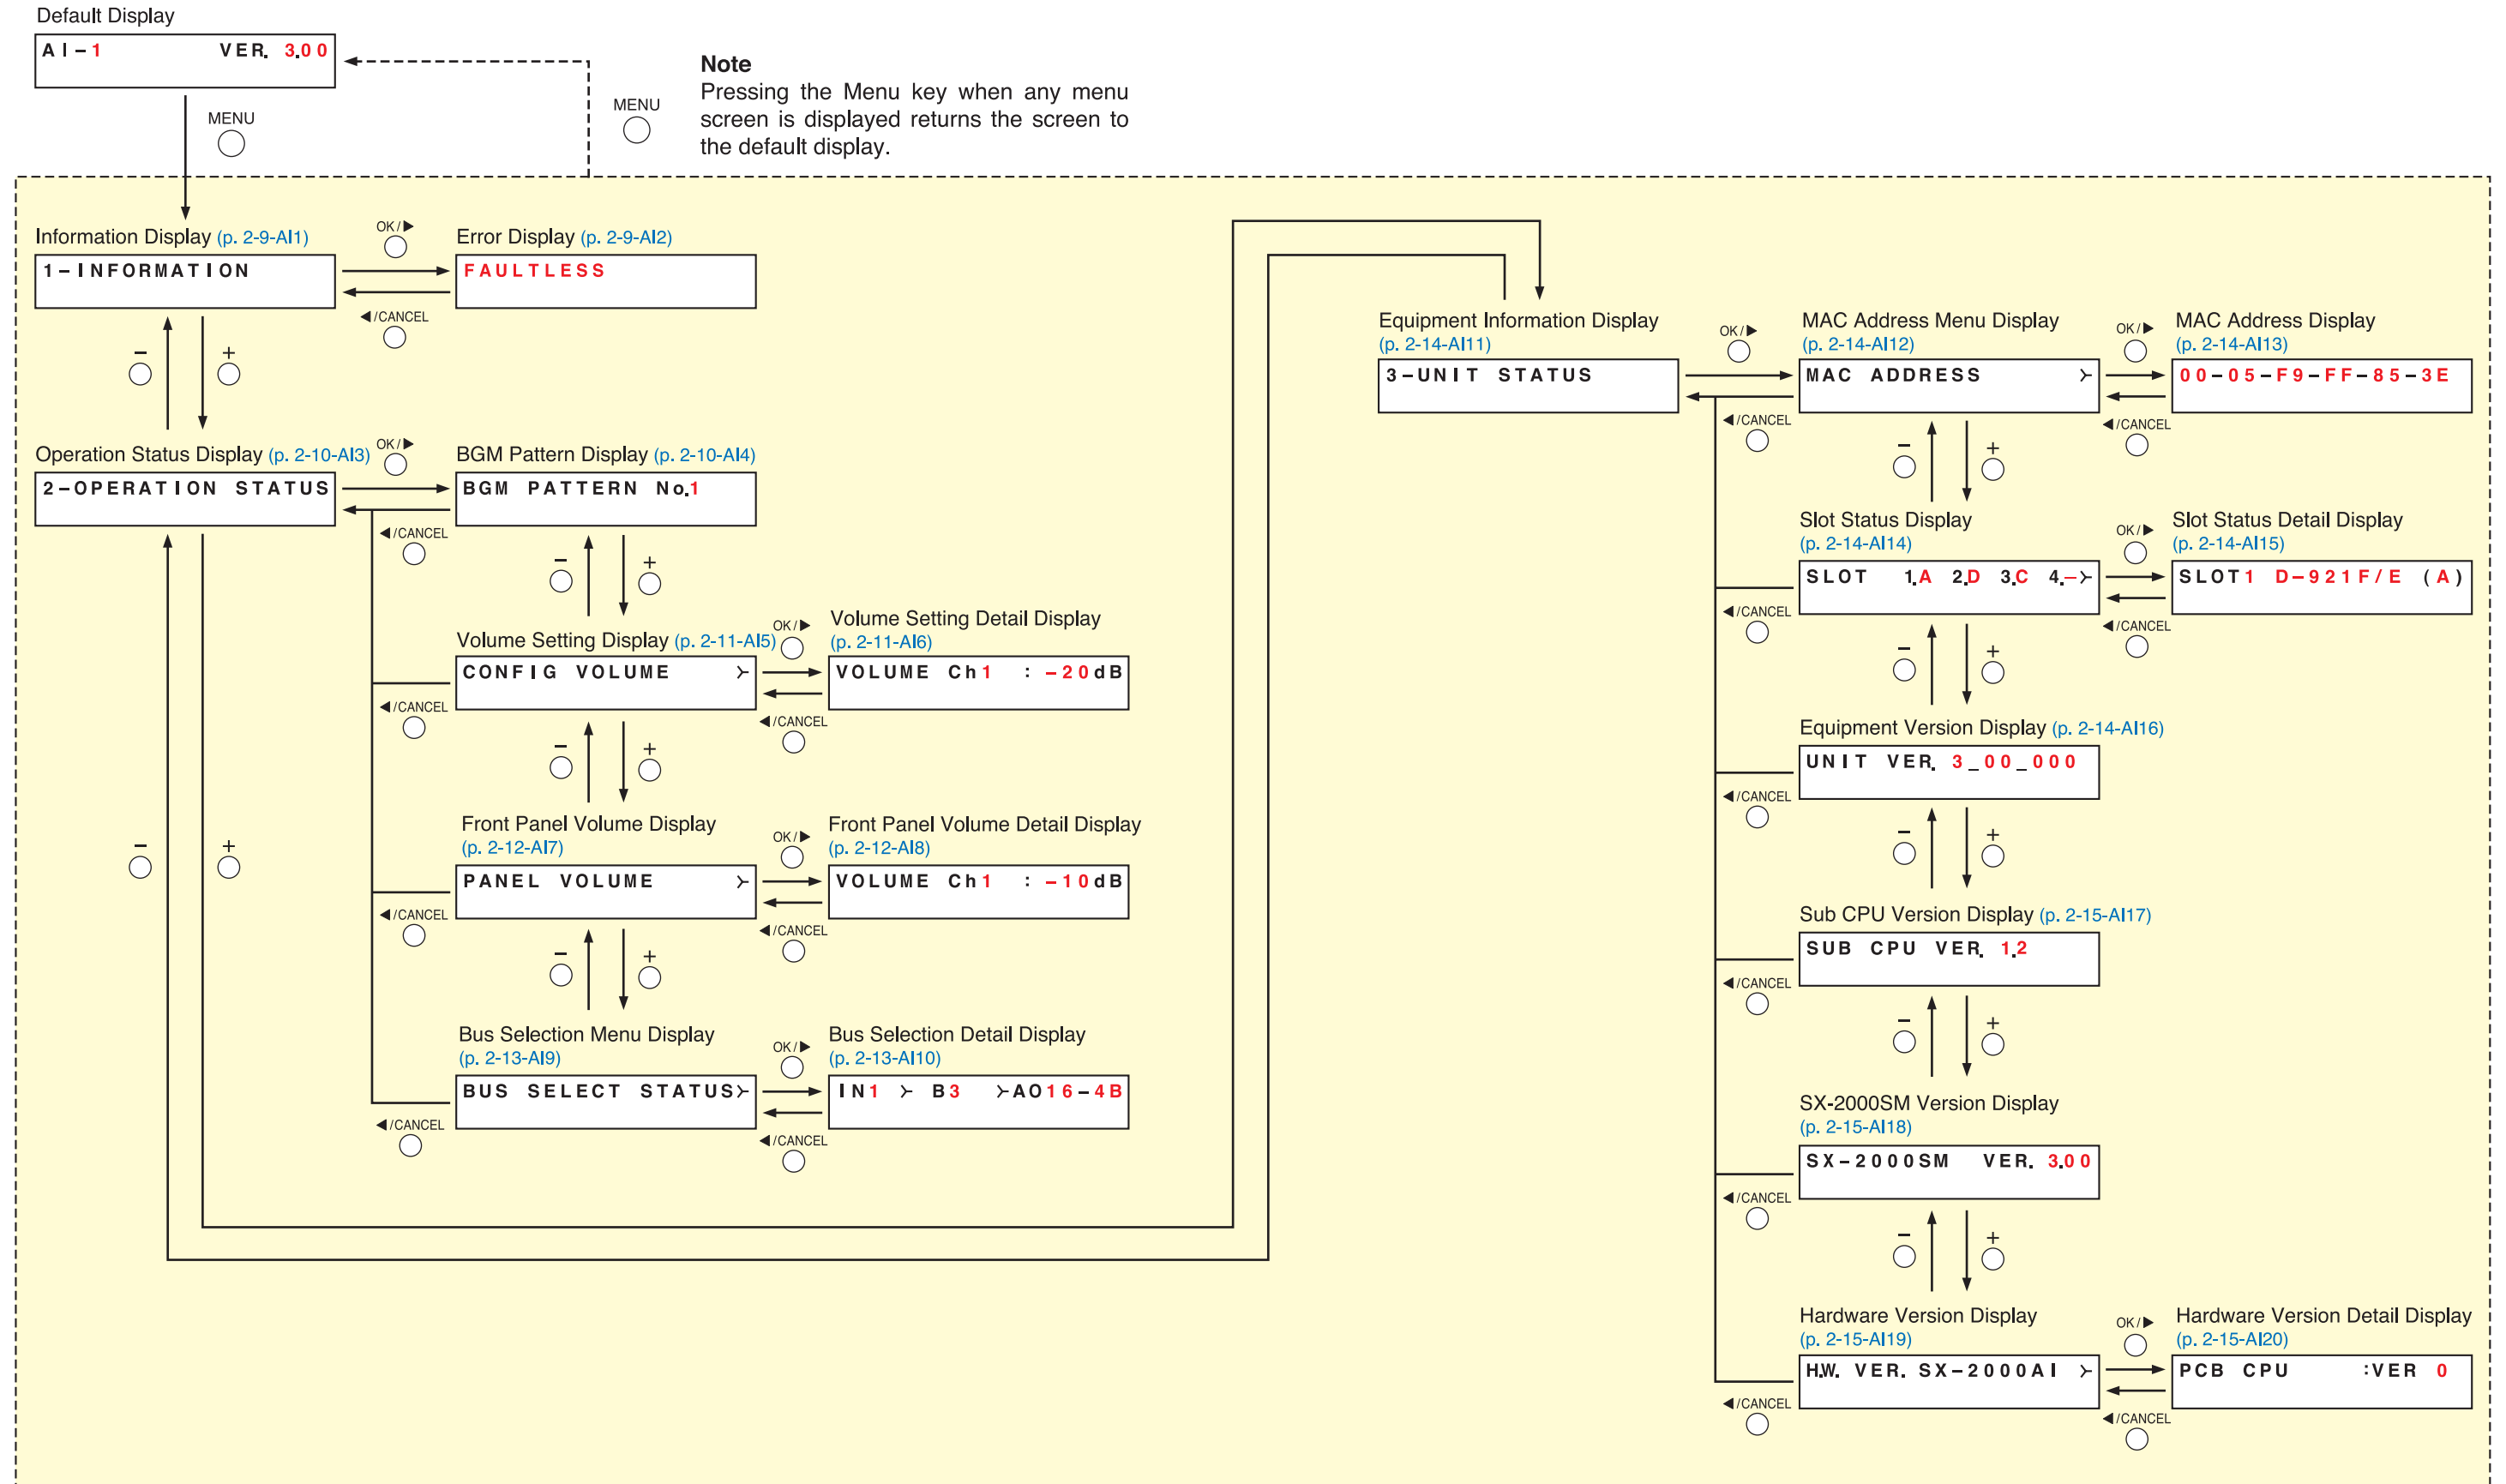 Default Display
AI-1 VER. 3.00
MENU
MENU
Note
Pressing the Menu key when any menu
screen is displayed returns the screen to
the default display.
Information Display (p. 2-9-AI1)
1-INFORMATION
OK/▶
◀/CANCEL
Error Display (p. 2-9-AI2)
FAULTLESS
− +
Operation Status Display (p. 2-10-AI3)
2-OPERATION STATUS
OK/▶
◀/CANCEL
BGM Pattern Display (p. 2-10-AI4)
BGM PATTERN No.1
− +
Volume Setting Display (p. 2-11-AI5)
CONFIG VOLUME ≻
OK/▶
◀/CANCEL
◀/CANCEL
Volume Setting Detail Display
(p. 2-11-AI6)
VOLUME Ch1 : -20dB
− +
− +
Front Panel Volume Display
(p. 2-12-AI7)
PANEL VOLUME ≻
OK/▶
◀/CANCEL
◀/CANCEL
Front Panel Volume Detail Display
(p. 2-12-AI8)
VOLUME Ch1 : -10dB
− +
Bus Selection Menu Display
(p. 2-13-AI9)
BUS SELECT STATUS≻
OK/▶
◀/CANCEL
◀/CANCEL
Bus Selection Detail Display
(p. 2-13-AI10)
IN1 ≻ B3 ≻AO16-4B
Equipment Information Display
(p. 2-14-AI11)
3-UNIT STATUS
OK/▶
◀/CANCEL
MAC Address Menu Display
(p. 2-14-AI12)
MAC ADDRESS ≻
OK/▶
◀/CANCEL
MAC Address Display
(p. 2-14-AI13)
00-05-F9-FF-85-3E
− +
Slot Status Display
(p. 2-14-AI14)
SLOT 1.A 2.D 3.C 4.-≻
OK/▶
◀/CANCEL
◀/CANCEL
Slot Status Detail Display
(p. 2-14-AI15)
SLOT1 D-921F/E (A)
− +
Equipment Version Display (p. 2-14-AI16)
UNIT VER. 3_00_000
◀/CANCEL
− +
Sub CPU Version Display (p. 2-15-AI17)
SUB CPU VER. 1.2
◀/CANCEL
− +
SX-2000SM Version Display
(p. 2-15-AI18)
SX-2000SM VER. 3.00
◀/CANCEL
− +
Hardware Version Display
(p. 2-15-AI19)
H.W. VER. SX-2000AI ≻
OK/▶
◀/CANCEL
◀/CANCEL
Hardware Version Detail Display
(p. 2-15-AI20)
PCB CPU :VER 0